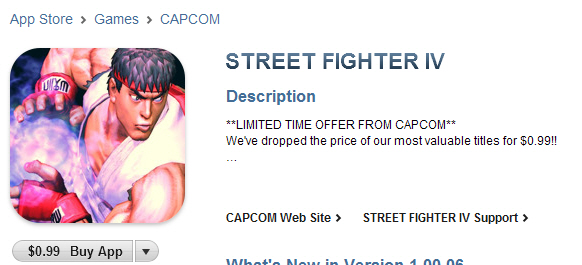 App Store > Games > CAPCOM
STREET FIGHTER IV
Description
**LIMITED TIME OFFER FROM CAPCOM**
We've dropped the price of our most valuable titles for $0.99!!
...
CAPCOM Web Site >
STREET FIGHTER IV Support >
$0.99 Buy App
What's New in Version 1.00.06